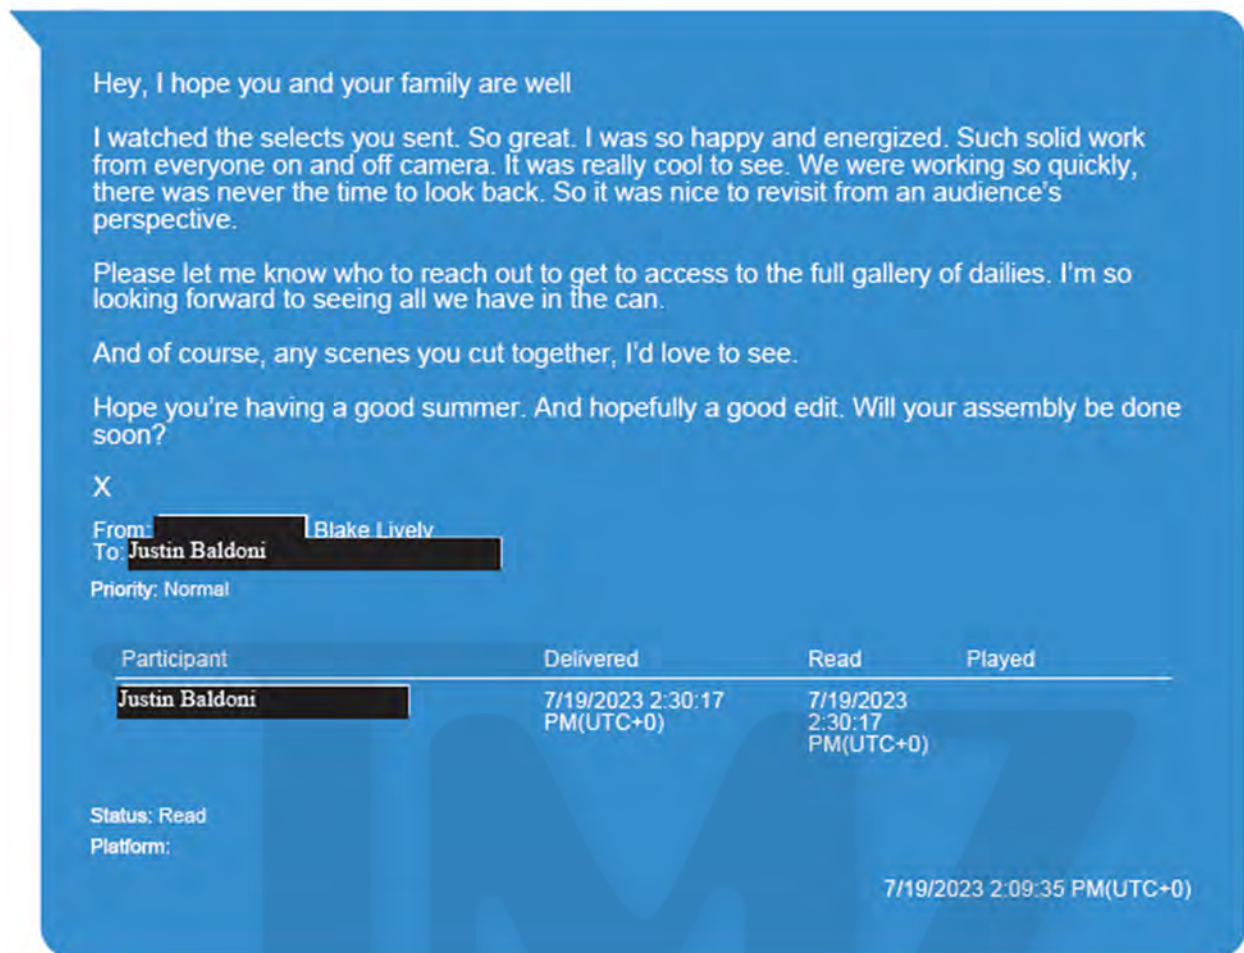 Hey, I hope you and your family are well
I watched the selects you sent. So great. I was so happy and energized. Such solid work
from everyone on and off camera. It was really cool to see. We were working so quickly,
there was never the time to look back. So it was nice to revisit from an audience's
perspective.
Please let me know who to reach out to get to access to the full gallery of dailies. I'm so
looking forward to seeing all we have in the can.
And of course, any scenes you cut together, I'd love to see.
Hope you're having a good summer. And hopefully a good edit. Will your assembly be done
soon?
X
From: Blake Lively
To: Justin Baldoni
Priority: Normal
Participant Delivered Read Played
Justin Baldoni 7/19/2023 2:30:17 7/19/2023
PM(UTC+0) 2:30:17
PM(UTC+0)
Status: Read
Platform:
7/19/2023 2:09:35 PM(UTC+0)
TMZ